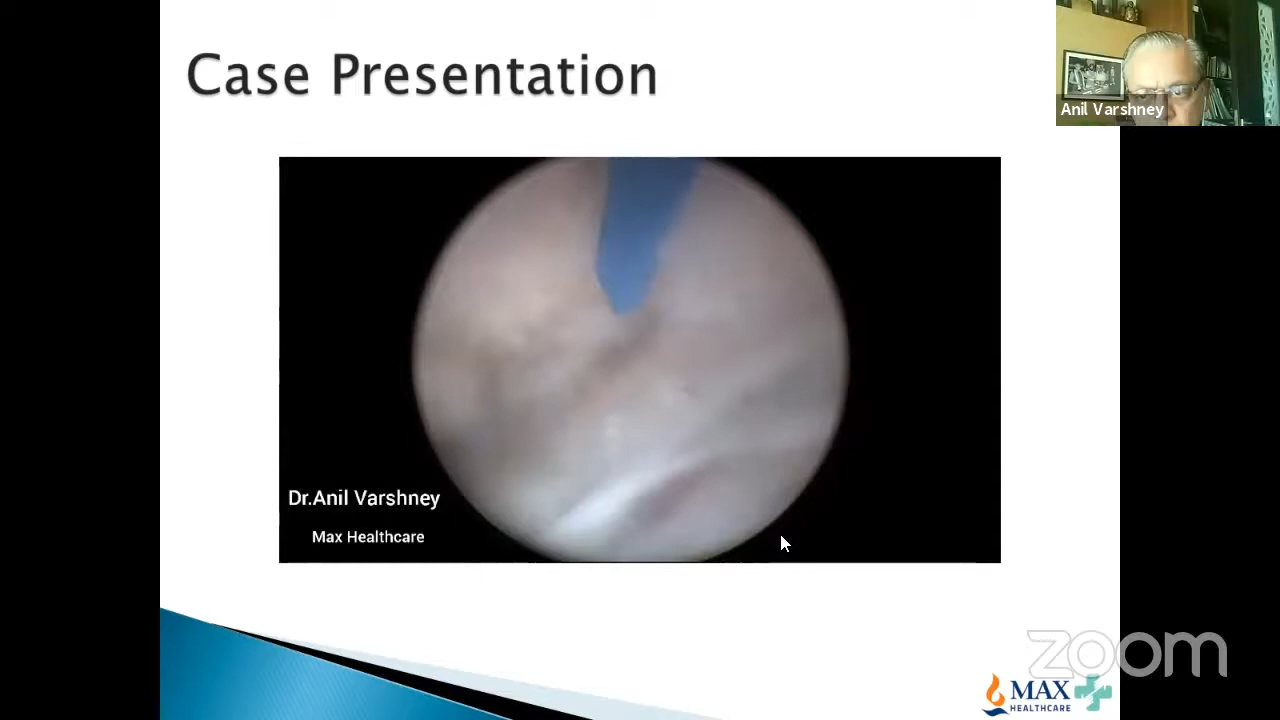 Case Presentation
Anil Varshney
Dr.Anil Varshney
Max Healthcare
zoom
MAX
HEALTHCARE